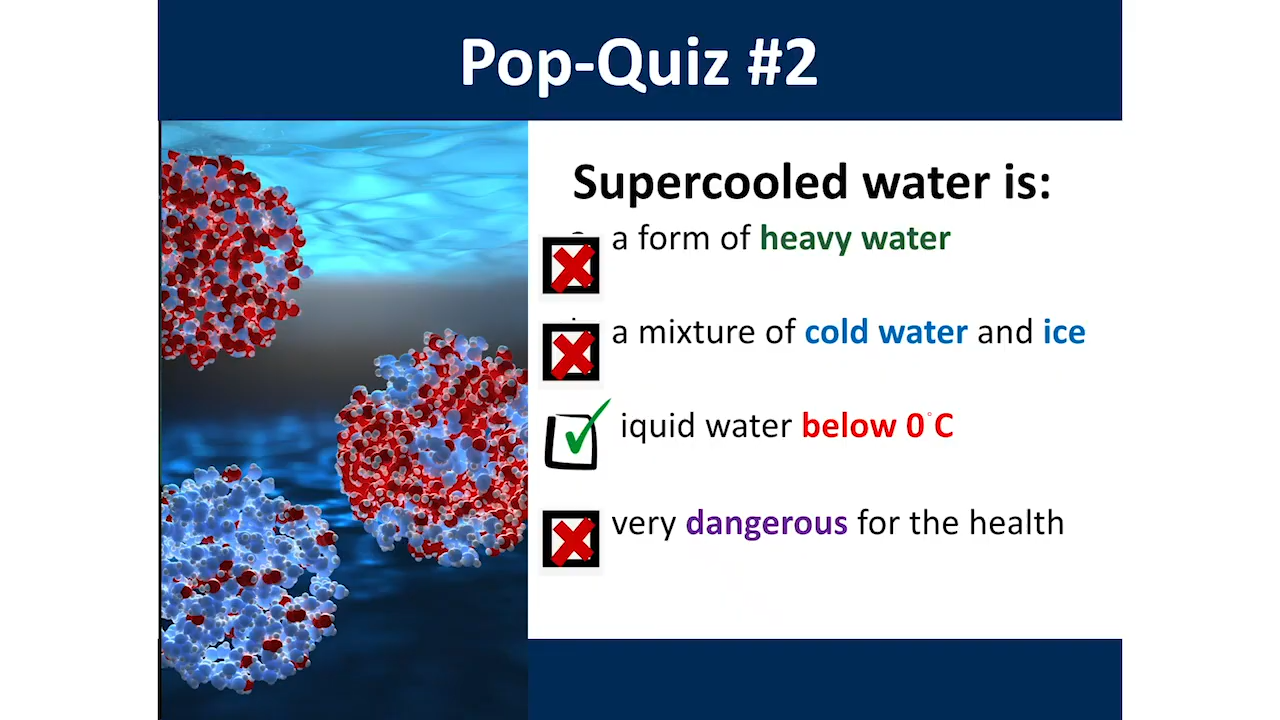 Pop-Quiz #2
Supercooled water is:
a form of heavy water
a mixture of cold water and ice
iquid water below 0°C
very dangerous for the health